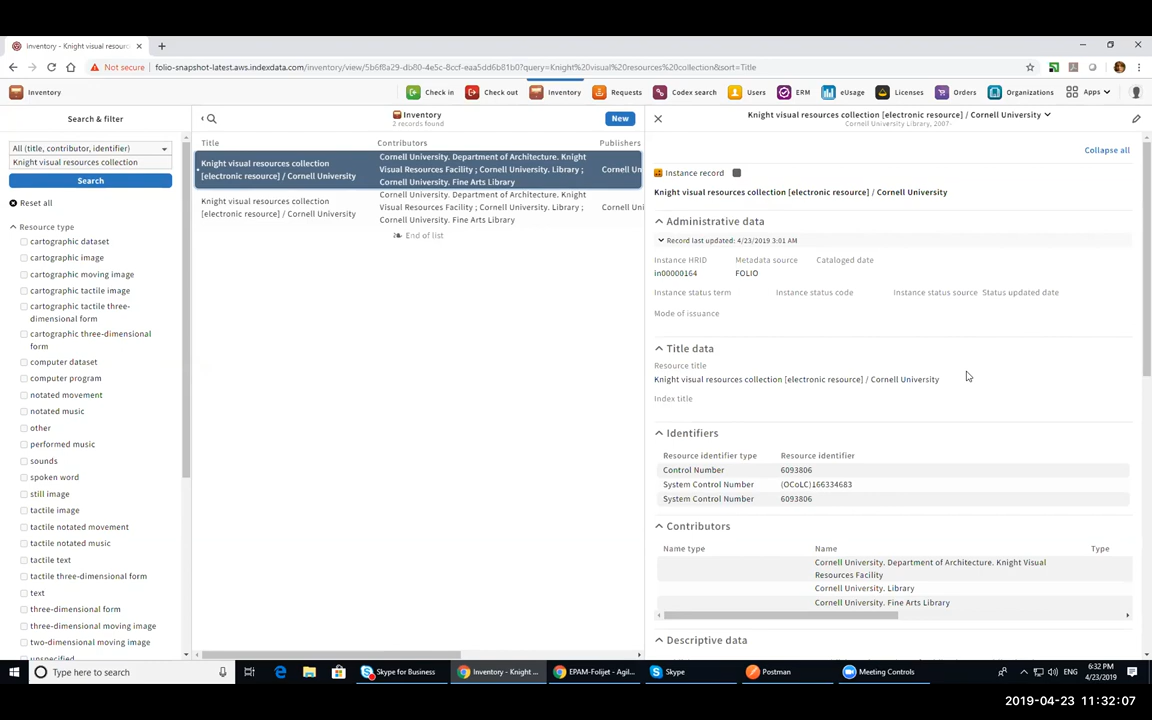 Inventory - Knight visual resourc
Not secure folio-snapshot-latest.aws.indexdata.com/inventory/view/5b6f8a29-db80-4e5c-8ccf-eaa5dd6b81b0?query=Knight%20visual%20resources%20collection&sort=Title
Inventory Check in Check out Inventory Requests Codex search Users ERM eUsage Licenses Orders Organizations Apps
Search & filter
All (title, contributor, identifier)
Knight visual resources collection
Search
Reset all
Resource type
cartographic dataset
cartographic image
cartographic moving image
cartographic tactile image
cartographic tactile three-
dimensional form
cartographic three-dimensional
form
computer dataset
computer program
notated movement
notated music
other
performed music
sounds
spoken word
still image
tactile image
tactile notated movement
tactile notated music
tactile text
tactile three-dimensional form
text
three-dimensional form
three-dimensional moving image
two-dimensional moving image
unspecified
Inventory
2 records found
New
Title Contributors Publishers
Knight visual resources collection
[electronic resource] / Cornell University
Cornell University. Department of Architecture. Knight
Visual Resources Facility ; Cornell University. Library ;
Cornell University. Fine Arts Library
Cornell Un
Knight visual resources collection
[electronic resource] / Cornell University
Cornell University. Department of Architecture. Knight
Visual Resources Facility ; Cornell University. Library ;
Cornell University. Fine Arts Library
Cornell Uni
End of list
Knight visual resources collection [electronic resource] / Cornell University
Cornell University Library, 2007
Collapse all
Instance record
Knight visual resources collection [electronic resource] / Cornell University
Administrative data
Record last updated: 4/23/2019 3:01 AM
Instance HRID Metadata source Cataloged date
in00000164 FOLIO
Instance status term Instance status code Instance status source Status updated date
Mode of issuance
Title data
Resource title
Knight visual resources collection [electronic resource] / Cornell University
Index title
Identifiers
Resource identifier type Resource identifier
Control Number 6093806
System Control Number (OCoLC)166334683
System Control Number 6093806
Contributors
Name type Name Type
Cornell University. Department of Architecture. Knight Visual
Resources Facility
Cornell University. Library
Cornell University. Fine Arts Library
Descriptive data
Type here to search Skype for Business Inventory - Knight ... EPAM-Folijet - Agil... Skype Postman Meeting Controls ENG 6:32 PM
4/23/2019
2019-04-23 11:32:07